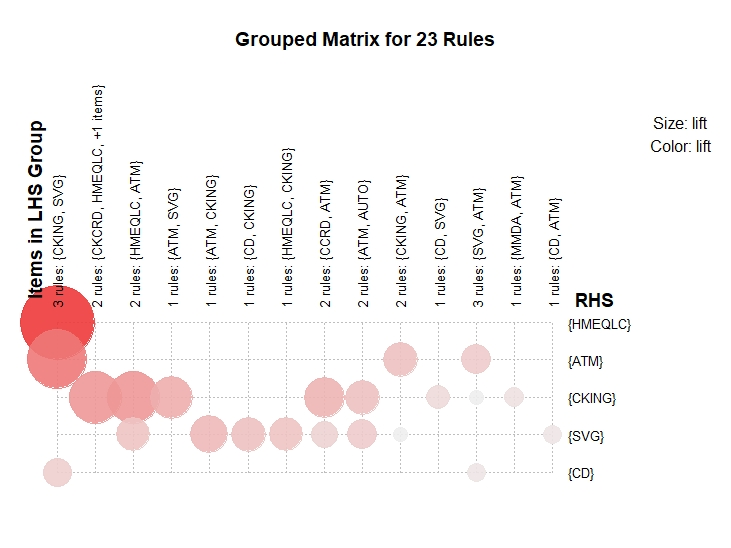 Grouped Matrix for 23 Rules
Size: lift
Color: lift
Items in LHS Group
3 rules: {CKING, SVG}
2 rules: {CKCRD, HMEQLC, +1 items}
2 rules: {HMEQLC, ATM}
1 rules: {ATM, SVG}
1 rules: {ATM, CKING}
1 rules: {CD, CKING}
1 rules: {HMEQLC, CKING}
2 rules: {CCRD, ATM}
2 rules: {ATM, AUTO}
2 rules: {CKING, ATM}
1 rules: {CD, SVG}
3 rules: {SVG, ATM}
1 rules: {MMDA, ATM}
1 rules: {CD, ATM}
RHS
{HMEQLC}
{ATM}
{CKING}
{SVG}
{CD}